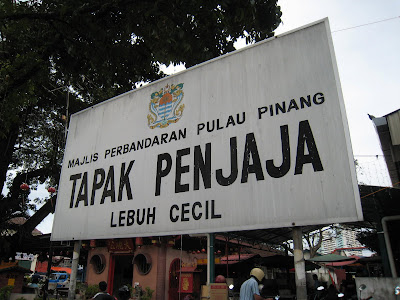 MAJLIS PERBANDARAN PULAU PINANG
TAPAK PENJAJA
LEBUH CECIL